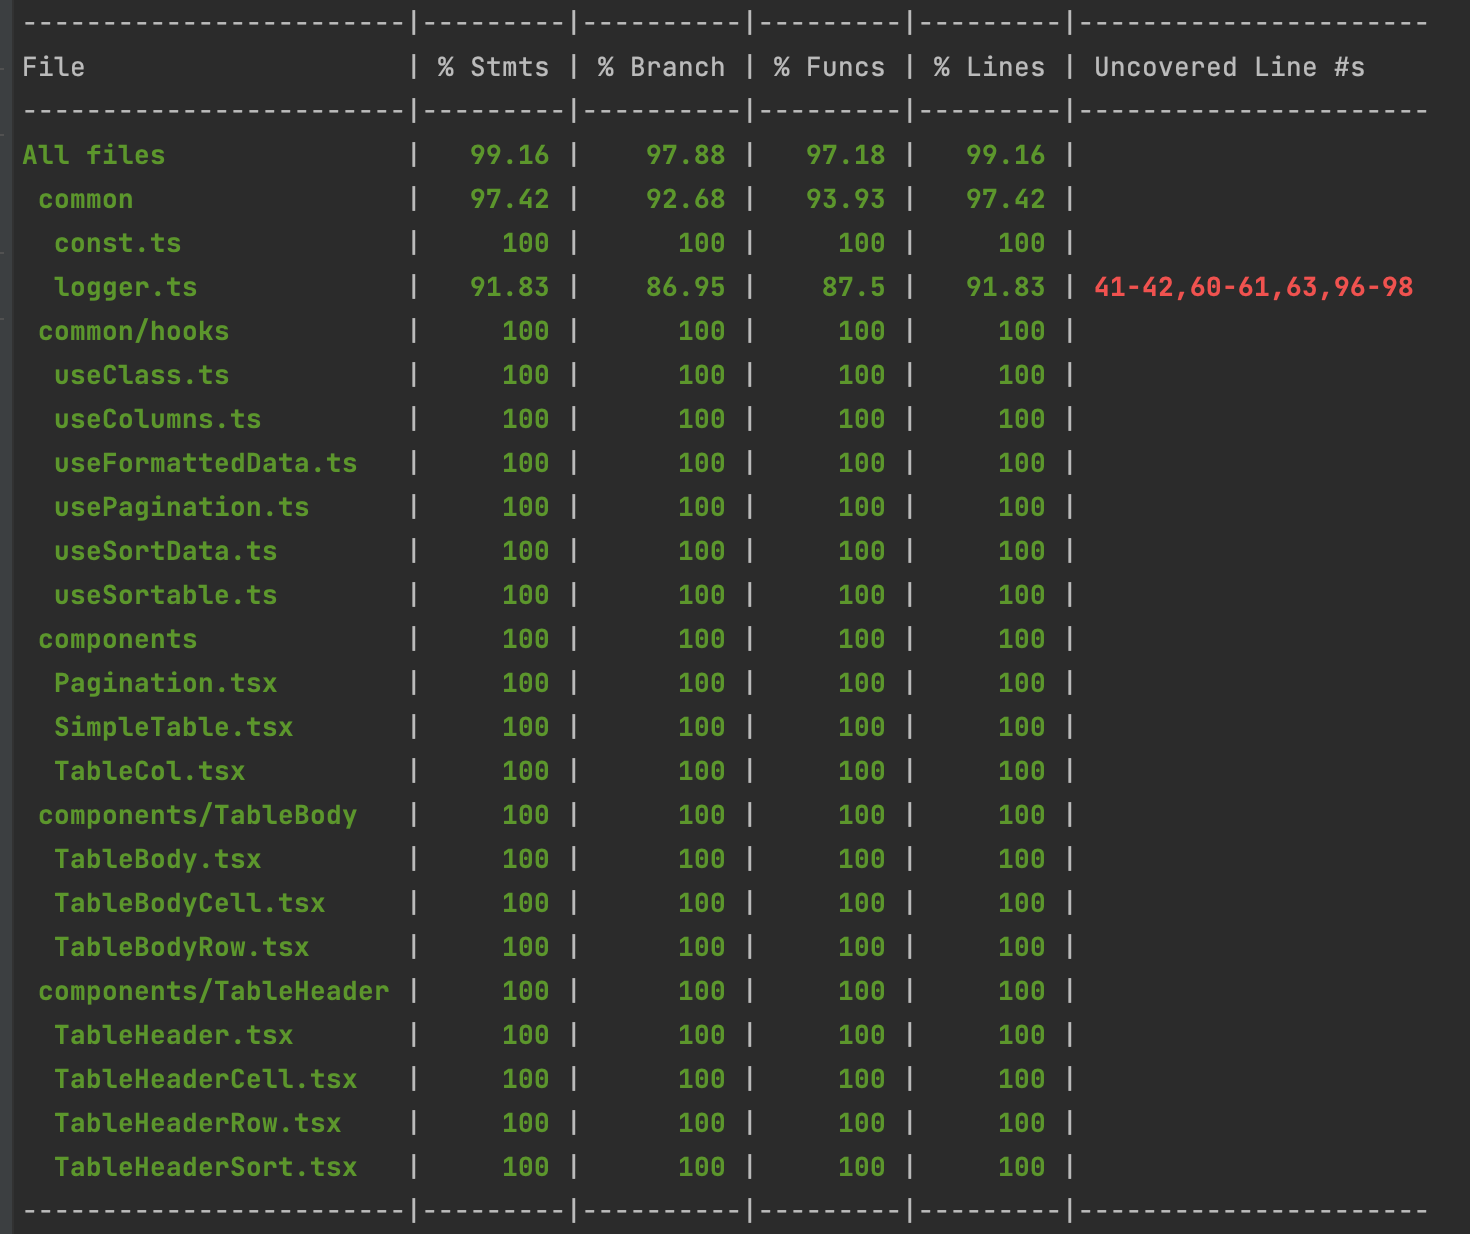 ------------------------|---------|----------|---------|---------|----------------------
File                    | % Stmts | % Branch | % Funcs | % Lines | Uncovered Line #s
------------------------|---------|----------|---------|---------|----------------------
All files               |   99.16 |    97.88 |   97.18 |   99.16 |
 common                 |   97.42 |    92.68 |   93.93 |   97.42 |
  const.ts              |     100 |      100 |     100 |     100 |
  logger.ts             |   91.83 |    86.95 |    87.5 |   91.83 | 41-42,60-61,63,96-98
 common/hooks           |     100 |      100 |     100 |     100 |
  useClass.ts           |     100 |      100 |     100 |     100 |
  useColumns.ts         |     100 |      100 |     100 |     100 |
  useFormattedData.ts   |     100 |      100 |     100 |     100 |
  usePagination.ts      |     100 |      100 |     100 |     100 |
  useSortData.ts        |     100 |      100 |     100 |     100 |
  useSortable.ts        |     100 |      100 |     100 |     100 |
 components             |     100 |      100 |     100 |     100 |
  Pagination.tsx        |     100 |      100 |     100 |     100 |
  SimpleTable.tsx       |     100 |      100 |     100 |     100 |
  TableCol.tsx          |     100 |      100 |     100 |     100 |
 components/TableBody   |     100 |      100 |     100 |     100 |
  TableBody.tsx         |     100 |      100 |     100 |     100 |
  TableBodyCell.tsx     |     100 |      100 |     100 |     100 |
  TableBodyRow.tsx      |     100 |      100 |     100 |     100 |
 components/TableHeader |     100 |      100 |     100 |     100 |
  TableHeader.tsx       |     100 |      100 |     100 |     100 |
  TableHeaderCell.tsx   |     100 |      100 |     100 |     100 |
  TableHeaderRow.tsx    |     100 |      100 |     100 |     100 |
  TableHeaderSort.tsx   |     100 |      100 |     100 |     100 |
------------------------|---------|----------|---------|---------|----------------------